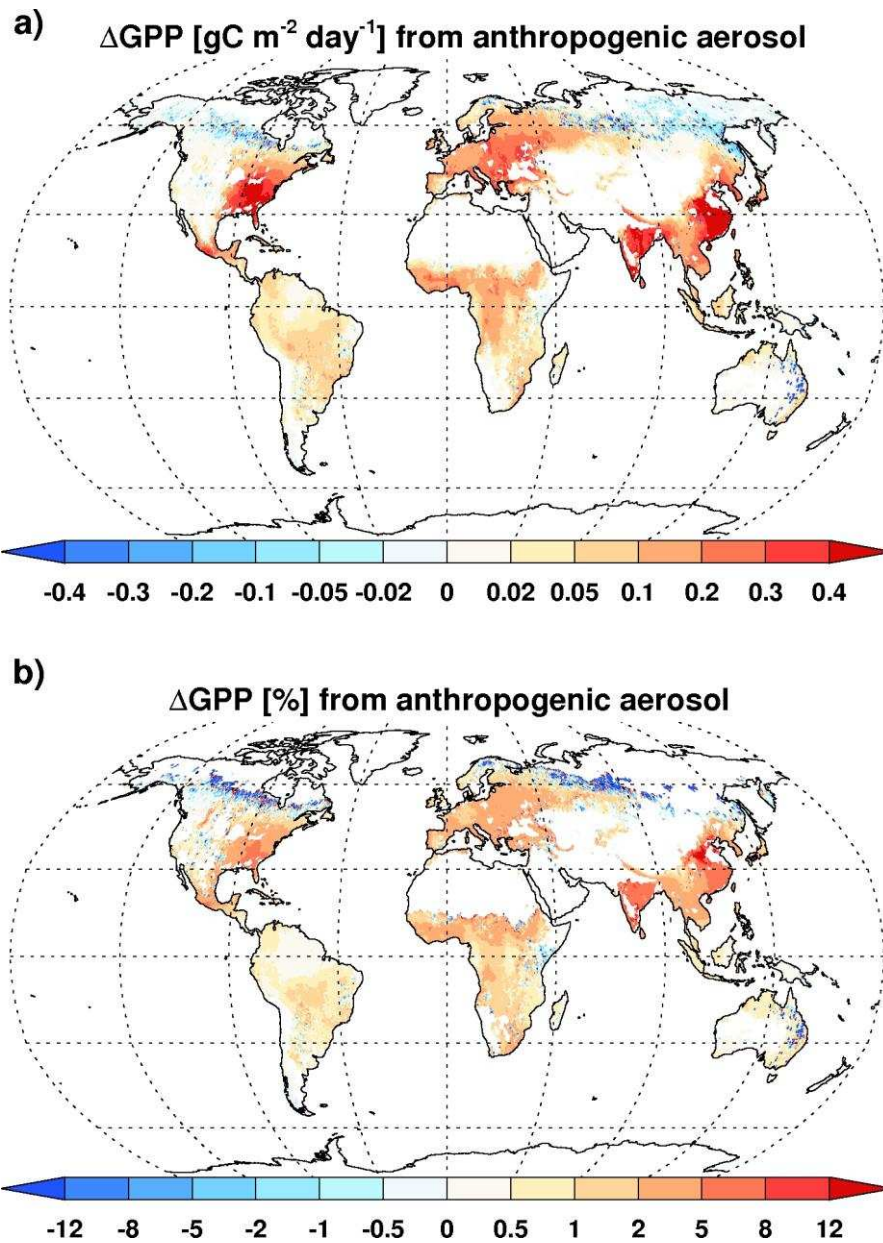 a)
ΔGPP [gC m⁻² day⁻¹] from anthropogenic aerosol
-0.4 -0.3 -0.2 -0.1 -0.05 -0.02 0 0.02 0.05 0.1 0.2 0.3 0.4
b)
ΔGPP [%] from anthropogenic aerosol
-12 -8 -5 -2 -1 -0.5 0 0.5 1 2 5 8 12